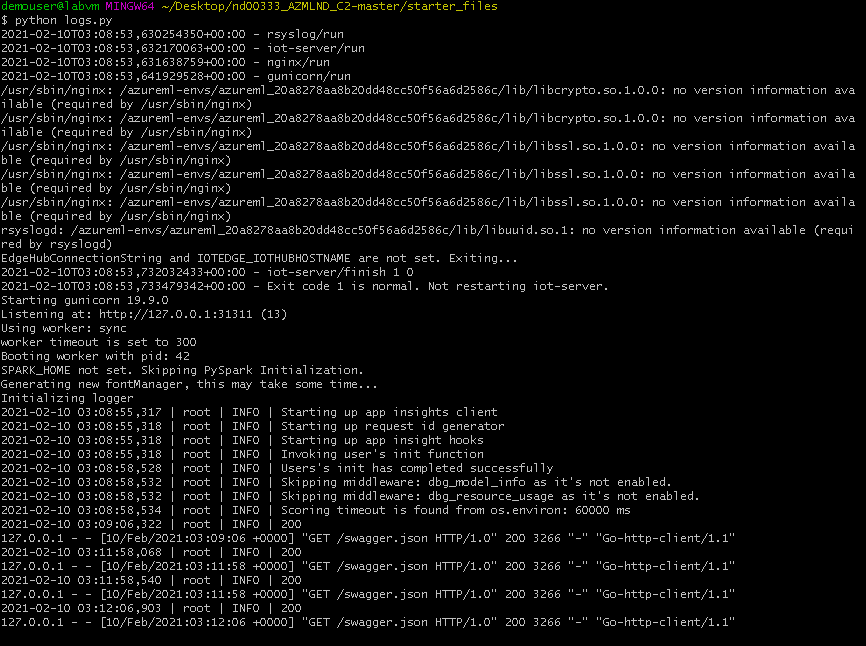 demouser@labvm MINGW64 ~/Desktop/nd00333_AZMLND_C2-master/starter_files
$ python logs.py
2021-02-10T03:08:53,630254350+00:00 - rsyslog/run
2021-02-10T03:08:53,632170063+00:00 - iot-server/run
2021-02-10T03:08:53,631638759+00:00 - nginx/run
2021-02-10T03:08:53,641929528+00:00 - gunicorn/run
/usr/sbin/nginx: /azureml-envs/azureml_20a8278aa8b20dd48cc50f56a6d2586c/lib/libcrypto.so.1.0.0: no version information ava
ilable (required by /usr/sbin/nginx)
/usr/sbin/nginx: /azureml-envs/azureml_20a8278aa8b20dd48cc50f56a6d2586c/lib/libcrypto.so.1.0.0: no version information ava
ilable (required by /usr/sbin/nginx)
/usr/sbin/nginx: /azureml-envs/azureml_20a8278aa8b20dd48cc50f56a6d2586c/lib/libssl.so.1.0.0: no version information availa
ble (required by /usr/sbin/nginx)
/usr/sbin/nginx: /azureml-envs/azureml_20a8278aa8b20dd48cc50f56a6d2586c/lib/libssl.so.1.0.0: no version information availa
ble (required by /usr/sbin/nginx)
/usr/sbin/nginx: /azureml-envs/azureml_20a8278aa8b20dd48cc50f56a6d2586c/lib/libssl.so.1.0.0: no version information availa
ble (required by /usr/sbin/nginx)
rsyslogd: /azureml-envs/azureml_20a8278aa8b20dd48cc50f56a6d2586c/lib/libuuid.so.1: no version information available (requi
red by rsyslogd)
EdgeHubConnectionString and IOTEDGE_IOTHUBHOSTNAME are not set. Exiting...
2021-02-10T03:08:53,732032433+00:00 - iot-server/finish 1 0
2021-02-10T03:08:53,733479342+00:00 - Exit code 1 is normal. Not restarting iot-server.
Starting gunicorn 19.9.0
Listening at: http://127.0.0.1:31311 (13)
Using worker: sync
worker timeout is set to 300
Booting worker with pid: 42
SPARK_HOME not set. Skipping PySpark Initialization.
Generating new fontManager, this may take some time...
Initializing logger
2021-02-10 03:08:55,317 | root | INFO | Starting up app insights client
2021-02-10 03:08:55,318 | root | INFO | Starting up request id generator
2021-02-10 03:08:55,318 | root | INFO | Starting up app insight hooks
2021-02-10 03:08:55,318 | root | INFO | Invoking user's init function
2021-02-10 03:08:58,528 | root | INFO | Users's init has completed successfully
2021-02-10 03:08:58,532 | root | INFO | Skipping middleware: dbg_model_info as it's not enabled.
2021-02-10 03:08:58,532 | root | INFO | Skipping middleware: dbg_resource_usage as it's not enabled.
2021-02-10 03:08:58,534 | root | INFO | Scoring timeout is found from os.environ: 60000 ms
2021-02-10 03:09:06,322 | root | INFO | 200
127.0.0.1 - - [10/Feb/2021:03:09:06 +0000] "GET /swagger.json HTTP/1.0" 200 3266 "-" "Go-http-client/1.1"
2021-02-10 03:11:58,068 | root | INFO | 200
127.0.0.1 - - [10/Feb/2021:03:11:58 +0000] "GET /swagger.json HTTP/1.0" 200 3266 "-" "Go-http-client/1.1"
2021-02-10 03:11:58,540 | root | INFO | 200
127.0.0.1 - - [10/Feb/2021:03:11:58 +0000] "GET /swagger.json HTTP/1.0" 200 3266 "-" "Go-http-client/1.1"
2021-02-10 03:12:06,903 | root | INFO | 200
127.0.0.1 - - [10/Feb/2021:03:12:06 +0000] "GET /swagger.json HTTP/1.0" 200 3266 "-" "Go-http-client/1.1"